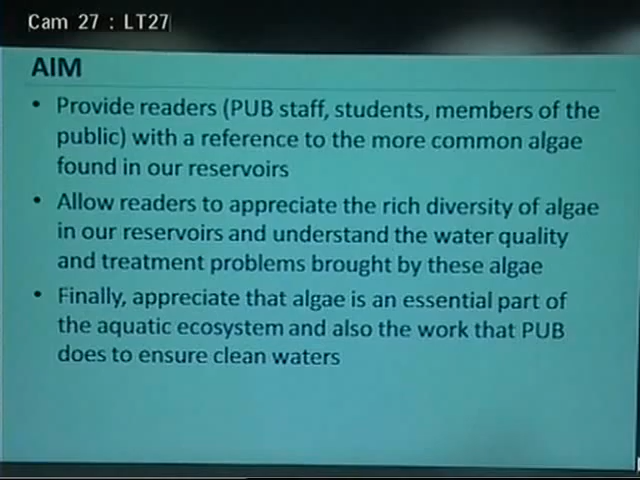 Cam 27 : LT27
AIM
• Provide readers (PUB staff, students, members of the
public) with a reference to the more common algae
found in our reservoirs
• Allow readers to appreciate the rich diversity of algae
in our reservoirs and understand the water quality
and treatment problems brought by these algae
• Finally, appreciate that algae is an essential part of
the aquatic ecosystem and also the work that PUB
does to ensure clean waters